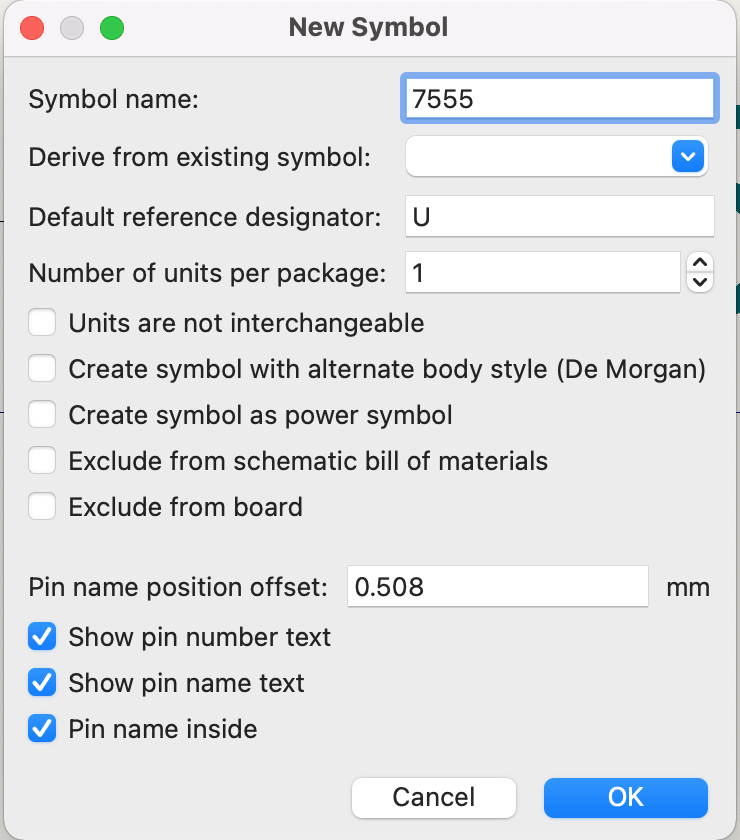 New Symbol
Symbol name: 7555
Derive from existing symbol:
Default reference designator: U
Number of units per package: 1
Units are not interchangeable
Create symbol with alternate body style (De Morgan)
Create symbol as power symbol
Exclude from schematic bill of materials
Exclude from board
Pin name position offset: 0.508 mm
Show pin number text
Show pin name text
Pin name inside
Cancel OK